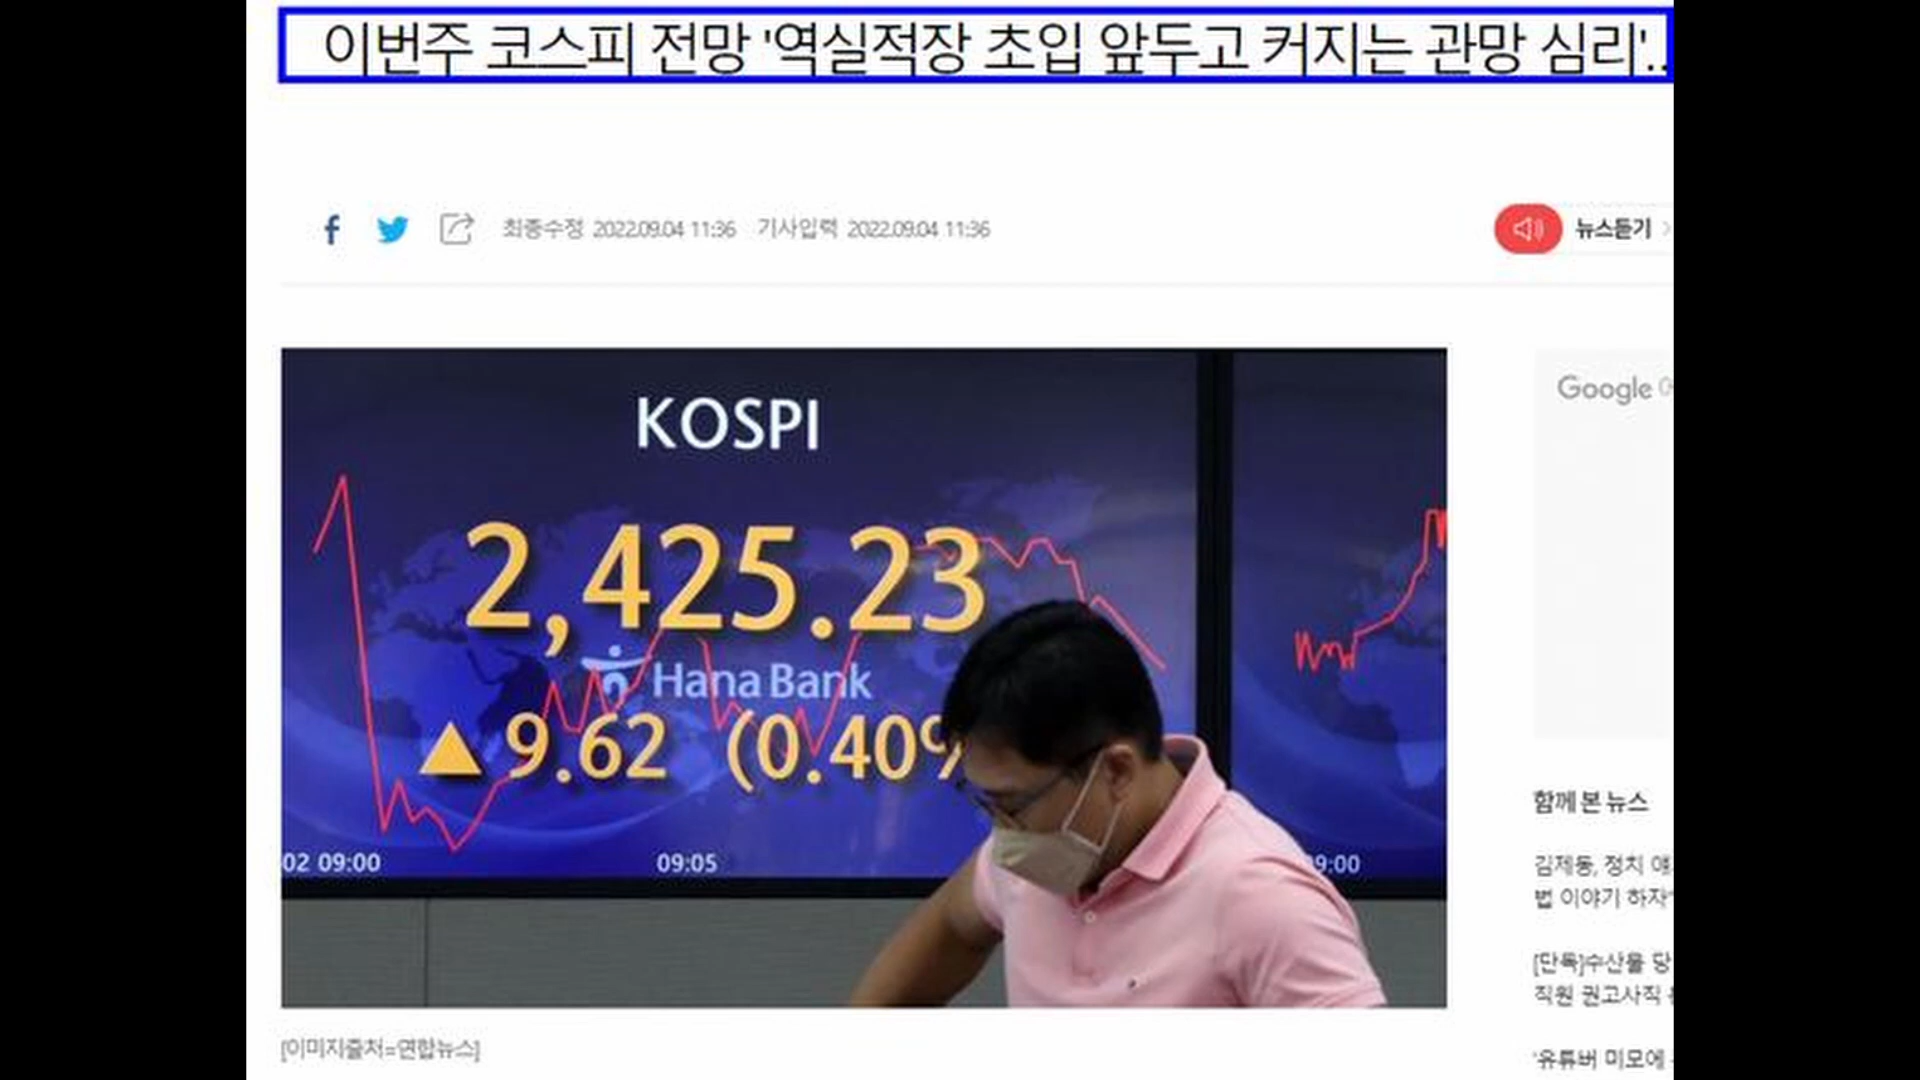 이번주 코스피 전망 '역실적장 초입 앞두고 커지는 관망 심리'..
최종수정 2022.09.04 11:36 기사입력 2022.09.04 11:36
뉴스듣기
Google
KOSPI
2,425.23
Hana Bank
▲9.62 (0.40%
02 09:00
09:05
09:00
함께 본 뉴스
김제동, 정치 얘
법 이야기 하자"
[단독]수산물 당
직원 권고사직
'유튜버 미모에
[이미지출처=연합뉴스]